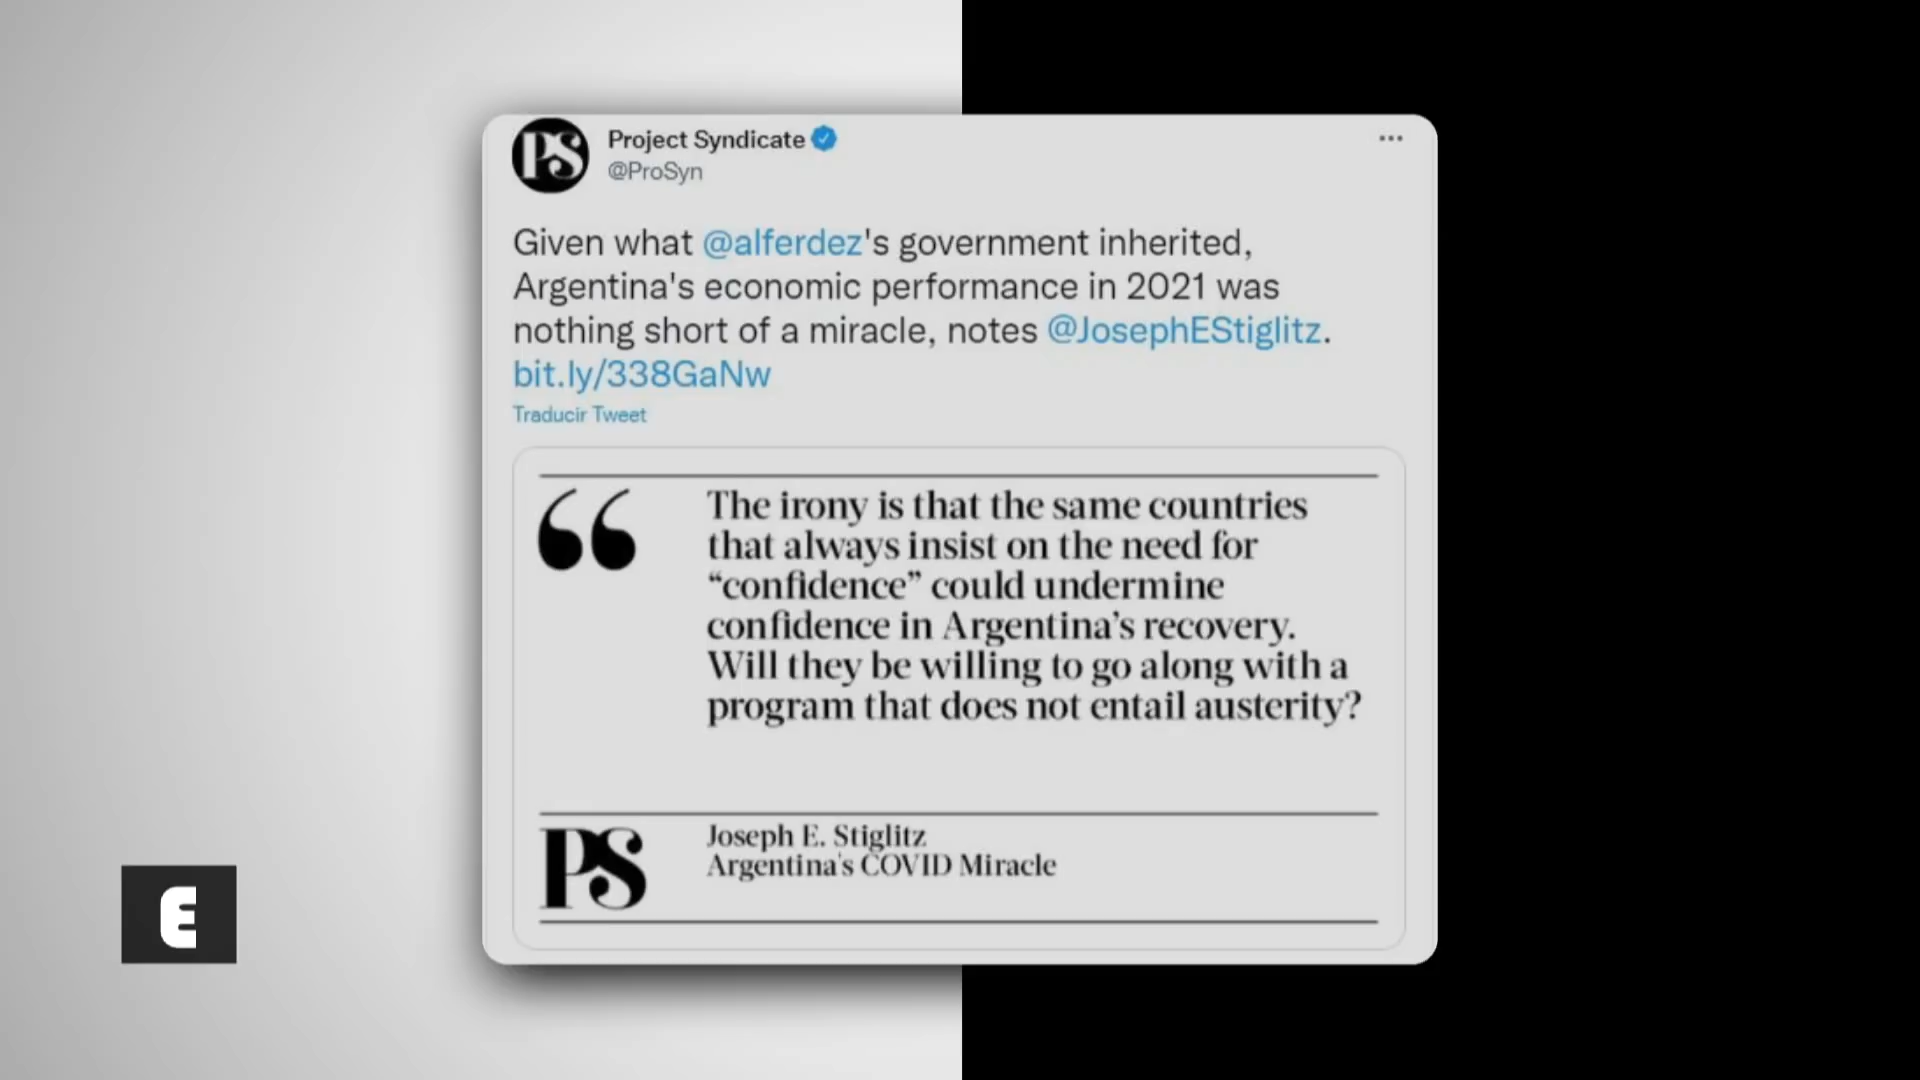 PS
Project Syndicate
@ProSyn
Given what @alferdez's government inherited,
Argentina's economic performance in 2021 was
nothing short of a miracle, notes @JosephEStiglitz.
bit.ly/338GaNw
Traducir Tweet
“
The irony is that the same countries
that always insist on the need for
“confidence” could undermine
confidence in Argentina’s recovery.
Will they be willing to go along with a
program that does not entail austerity?
PS
Joseph E. Stiglitz
Argentina's COVID Miracle
E